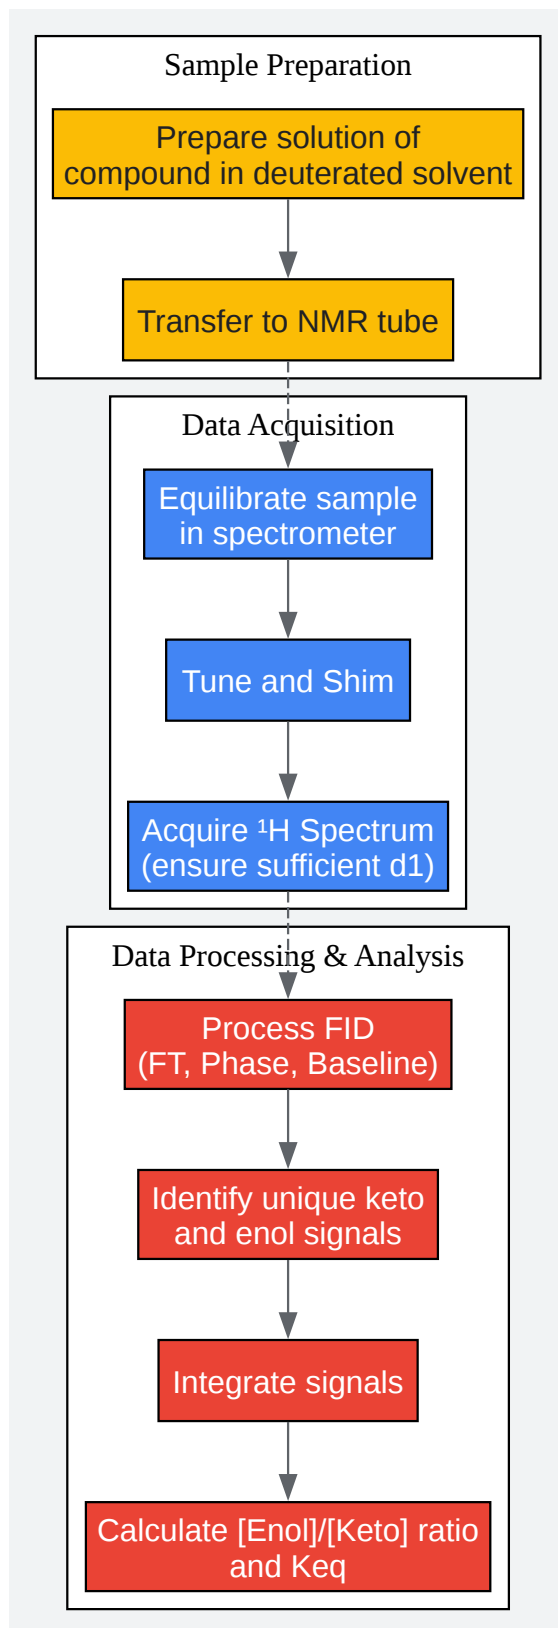 Sample Preparation
Prepare solution of
compound in deuterated solvent
Transfer to NMR tube
Data Acquisition
Equilibrate sample
in spectrometer
Tune and Shim
Acquire ¹H Spectrum
(ensure sufficient d1)
Data Processing & Analysis
Process FID
(FT, Phase, Baseline)
Identify unique keto
and enol signals
Integrate signals
Calculate [Enol]/[Keto] ratio
and Keq